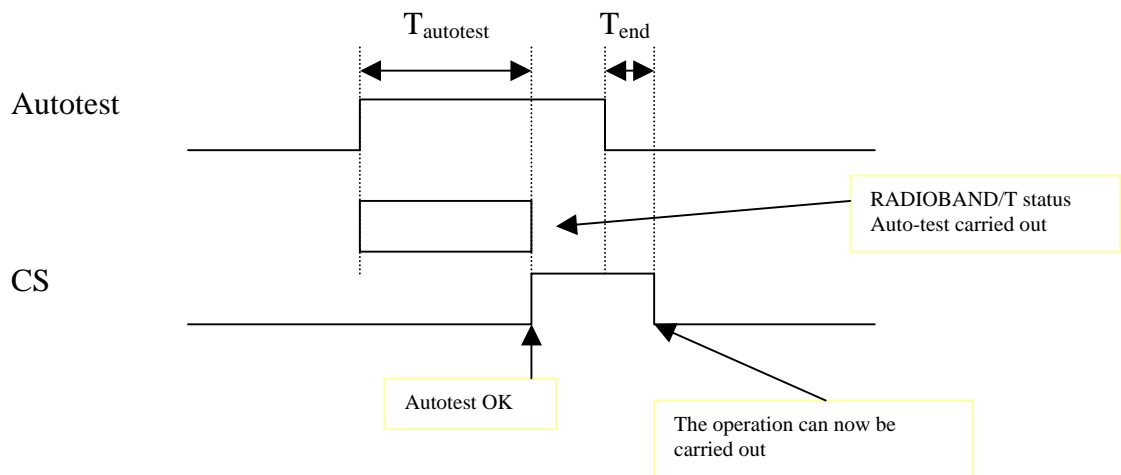 T autotest
T end
Autotest
RADIOBAND/T status
Auto-test carried out
CS
Autotest OK
The operation can now be
carried out